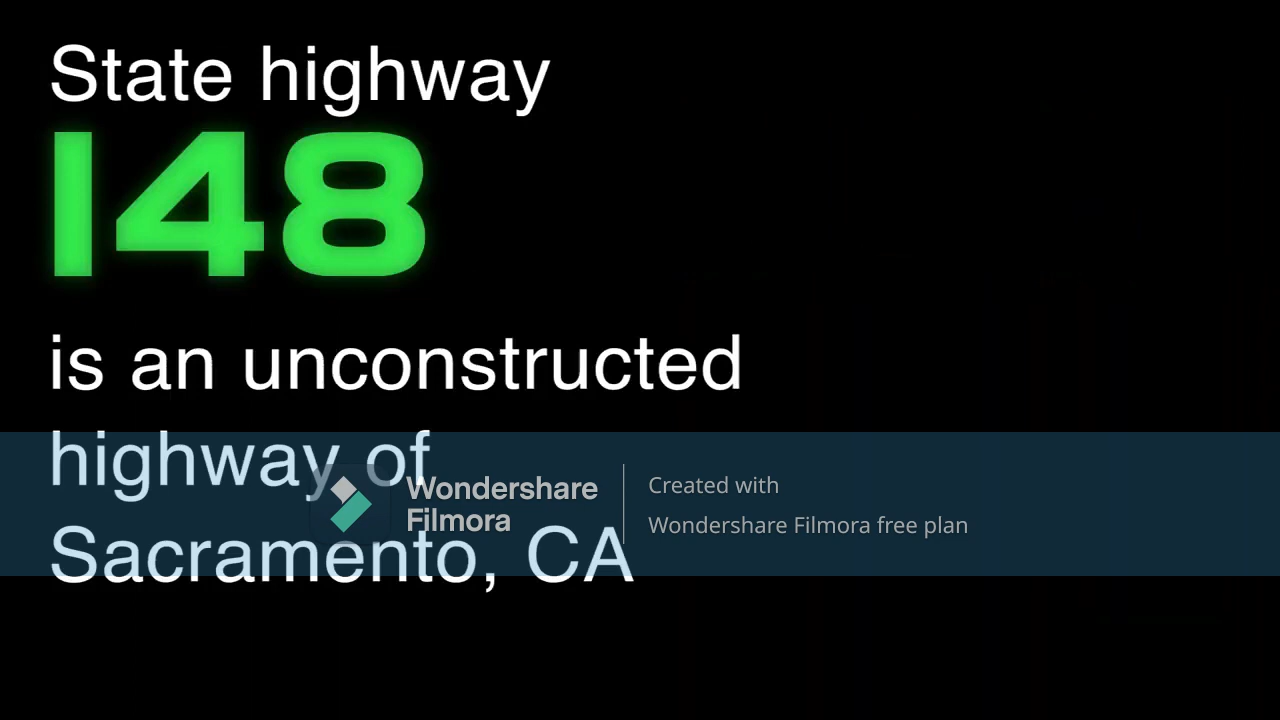 State highway
148
is an unconstructed
highway of
Wondershare
Filmora
Created with
Wondershare Filmora free plan
Sacramento, CA